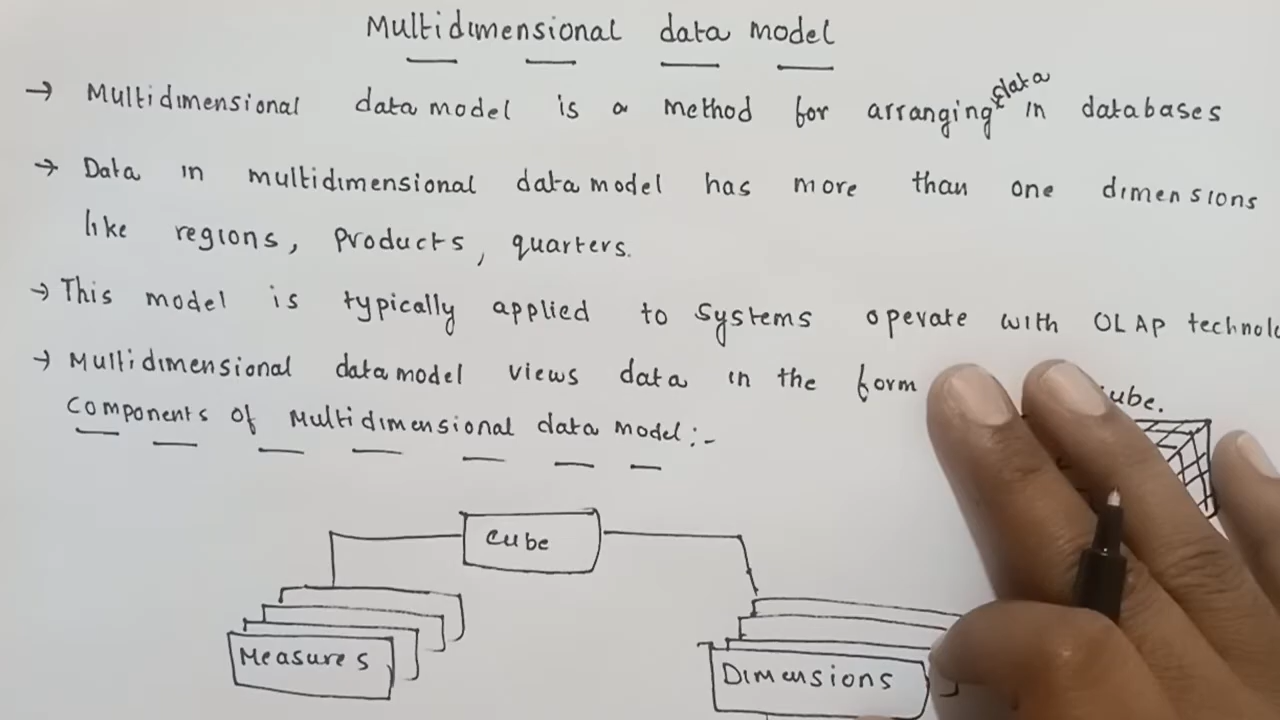 Multidimensional data model
→ Multidimensional data model is a method for arranging data in databases
→ Data in multidimensional data model has more than one dimensions
like regions, products, quarters.
→ This model is typically applied to systems operate with OLAP technolo
→ Multidimensional data model views data in the form
Components of Multidimensional data model:-
Cube
Measures
Dimensions